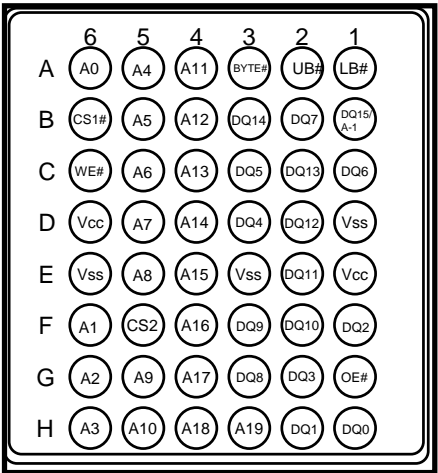 6 5 4 3 2 1
A A0 A4 A11 BYTE# UB# LB#
B CS1# A5 A12 DQ14 DQ7 DQ15/
A-1
C WE# A6 A13 DQ5 DQ13 DQ6
D Vcc A7 A14 DQ4 DQ12 Vss
E Vss A8 A15 Vss DQ11 Vcc
F A1 CS2 A16 DQ9 DQ10 DQ2
G A2 A9 A17 DQ8 DQ3 OE#
H A3 A10 A18 A19 DQ1 DQ0